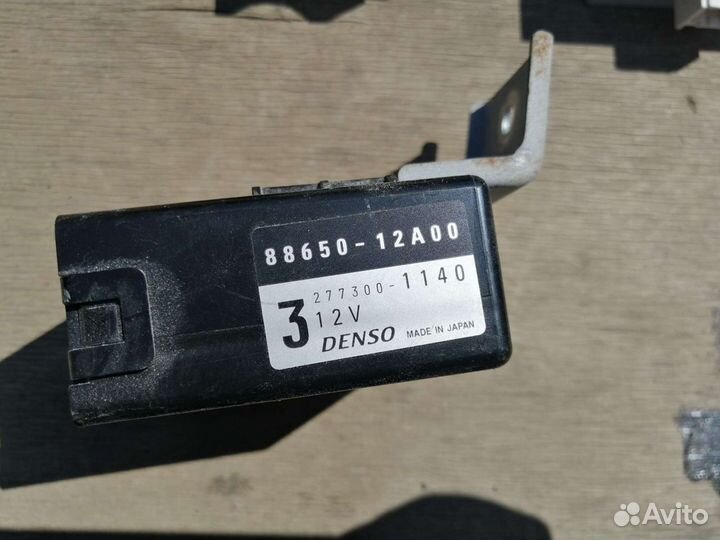 88650-12A00
277300-1140
3 12V
DENSO MADE IN JAPAN
Avito